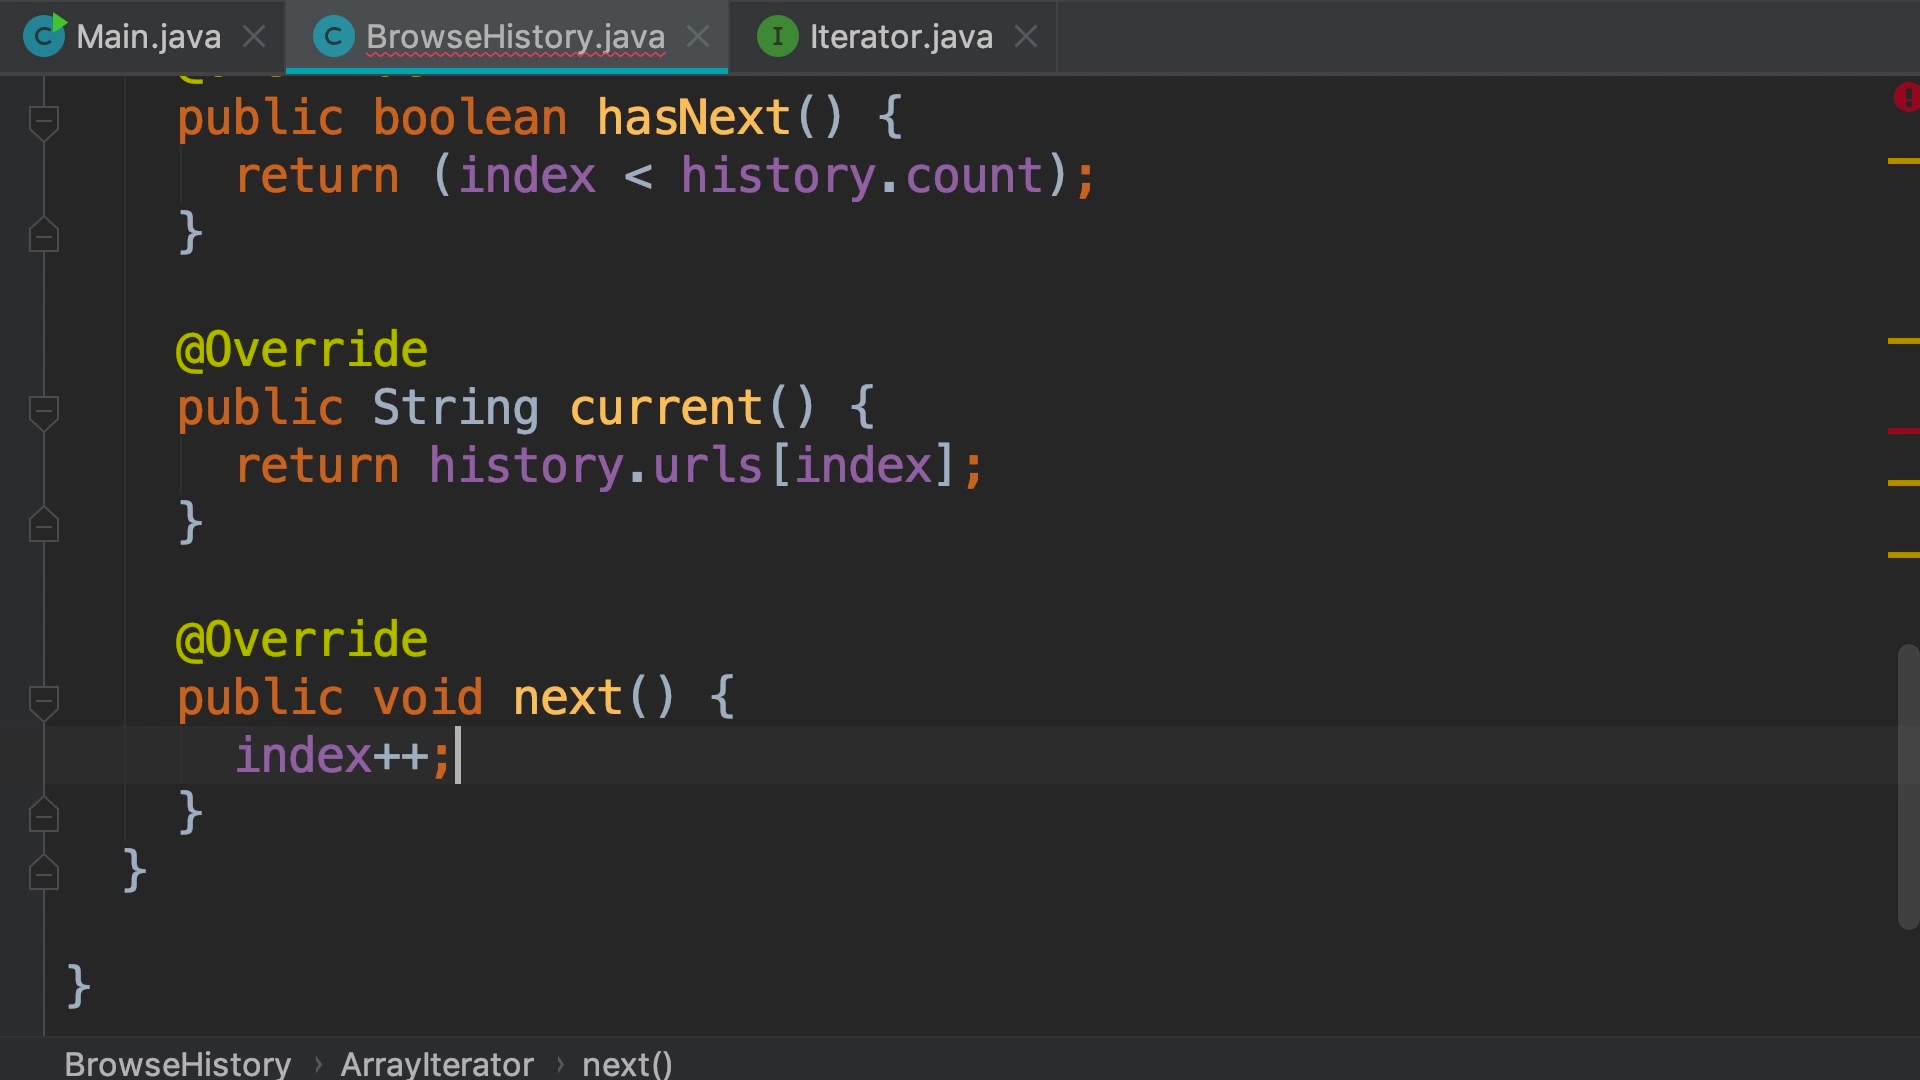 Main.java BrowseHistory.java Iterator.java
public boolean hasNext() {
return (index < history.count);
}
@Override
public String current() {
return history.urls[index];
}
@Override
public void next() {
index++;
}
}
}
BrowseHistory › ArrayIterator › next()